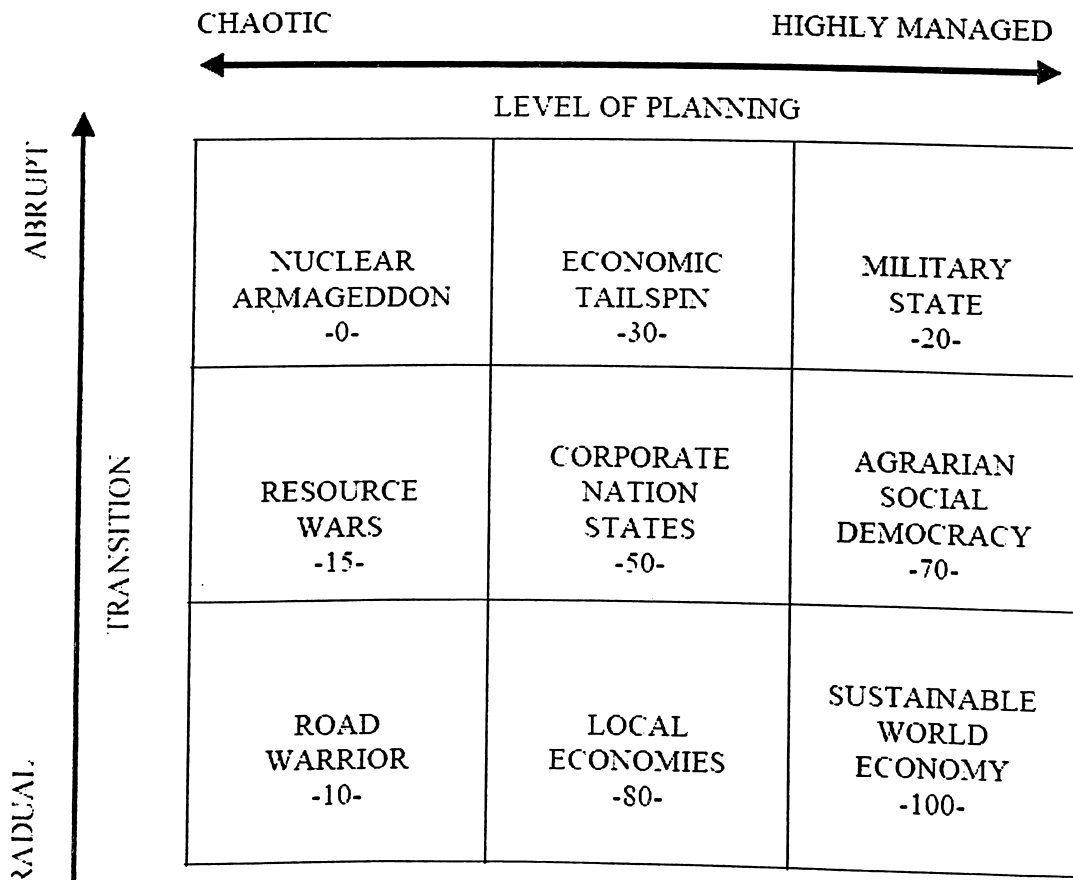 CHAOTIC HIGHLY MANAGED
LEVEL OF PLANNING
ABRUPT
NUCLEAR
ARMAGEDDON
-0-
ECONOMIC
TAILSPIN
-30-
MILITARY
STATE
-20-
TRANSITION
RESOURCE
WARS
-15-
CORPORATE
NATION
STATES
-50-
AGRARIAN
SOCIAL
DEMOCRACY
-70-
RADUAL
ROAD
WARRIOR
-10-
LOCAL
ECONOMIES
-80-
SUSTAINABLE
WORLD
ECONOMY
-100-